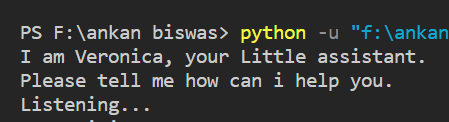 PS F:\ankan biswas> python -u "f:\ankan
I am Veronica, your Little assistant.
Please tell me how can i help you.
Listening...